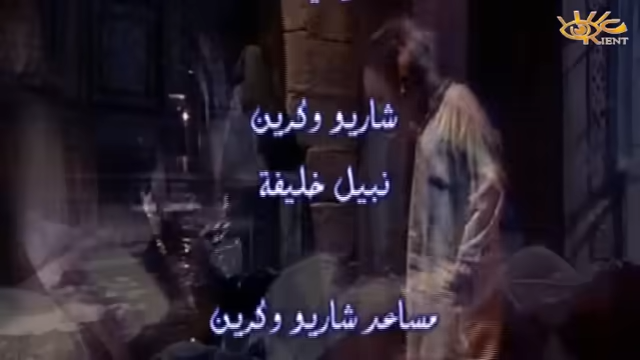 شاريو وكرين
نبيل خليفة
مساعد شاريو وكرين